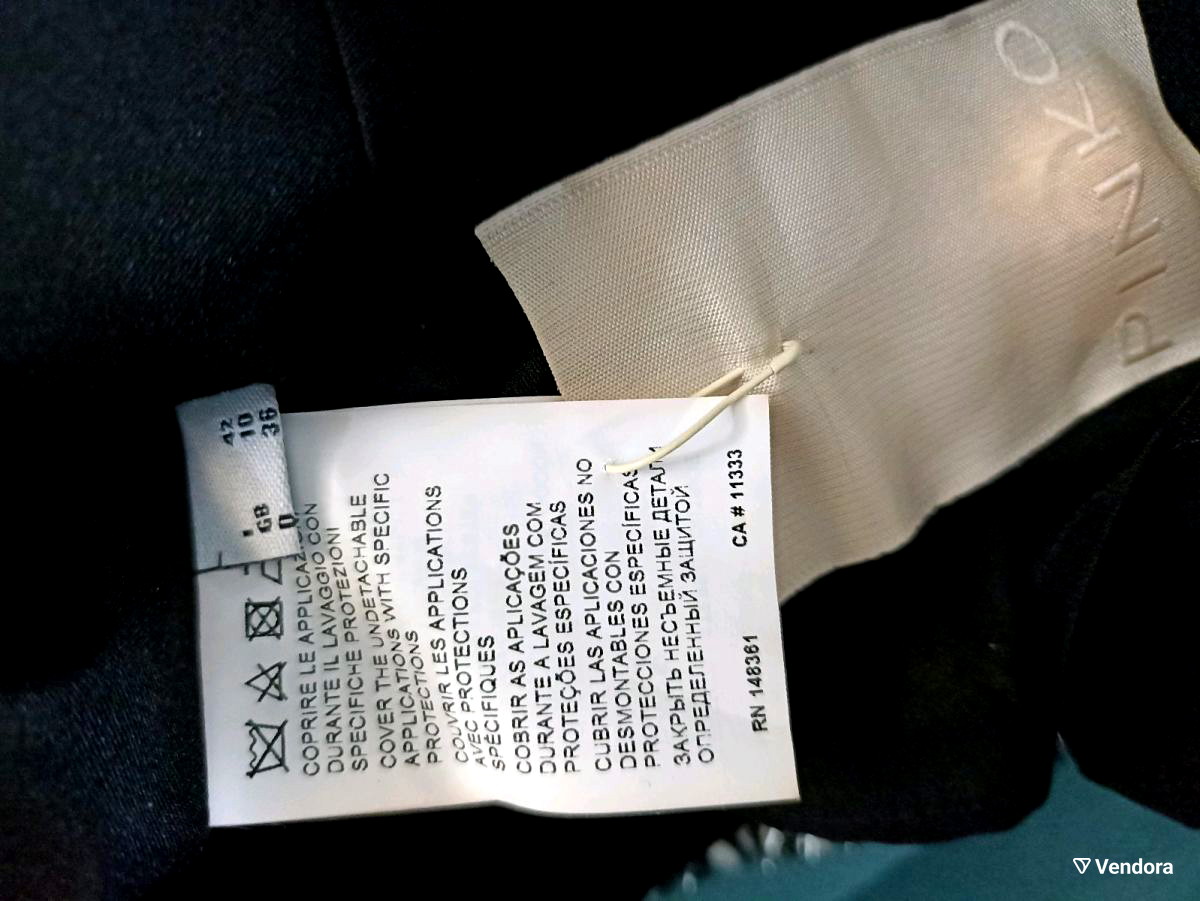 PINKO
I 42
GB 10
D 36
COPRIRE LE APPLICAZIONI
DURANTE IL LAVAGGIO CON
SPECIFICHE PROTEZIONI
COVER THE UNDETACHABLE
APPLICATIONS WITH SPECIFIC
PROTECTIONS
COUVRIR LES APPLICATIONS
AVEC PROTECTIONS
SPÉCIFIQUES
COBRIR AS APLICAÇÕES
DURANTE A LAVAGEM COM
PROTEÇÕES ESPECÍFICAS
CUBRIR LAS APLICACIONES NO
DESMONTABLES CON
PROTECCIONES ESPECÍFICAS
ЗАКРЫТЬ НЕСЪЕМНЫЕ ДЕТАЛИ
ОПРЕДЕЛЕННЫЙ ЗАЩИТОЙ
RN 148361 CA # 11333
Vendora